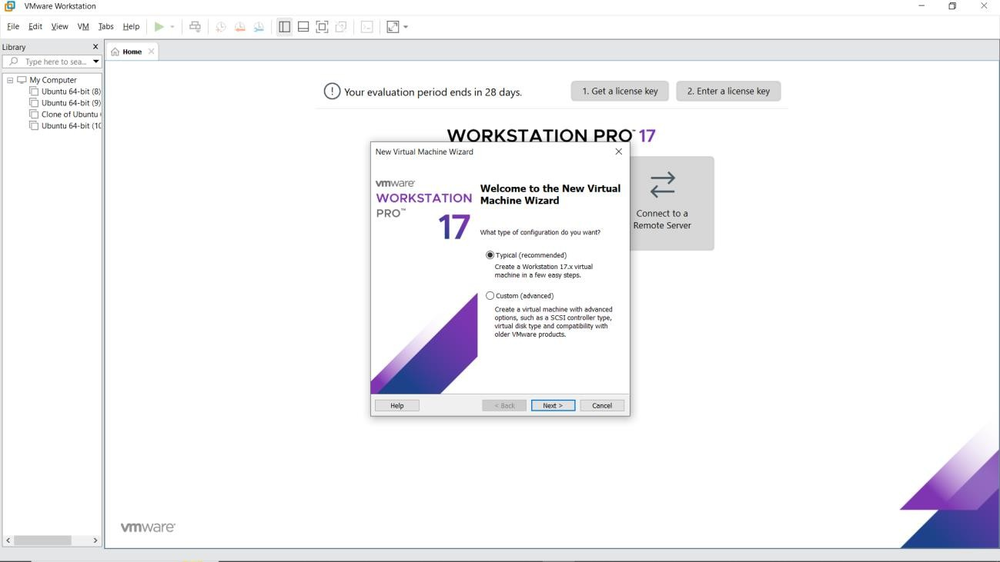 VMware Workstation
File Edit View VM Tabs Help
Library
Type here to sea...
Home
My Computer
Ubuntu 64-bit (8)
Ubuntu 64-bit (9)
Clone of Ubuntu
Ubuntu 64-bit (10
Your evaluation period ends in 28 days.
1. Get a license key
2. Enter a license key
WORKSTATION PRO™ 17
New Virtual Machine Wizard
vmware®
WORKSTATION
PRO™
17
Welcome to the New Virtual
Machine Wizard
What type of configuration do you want?
Typical (recommended)
Create a Workstation 17.x virtual
machine in a few easy steps.
Custom (advanced)
Create a virtual machine with advanced
options, such as a SCSI controller type,
virtual disk type and compatibility with
older VMware products.
Help
< Back
Next >
Cancel
Connect to a
Remote Server
vmware®